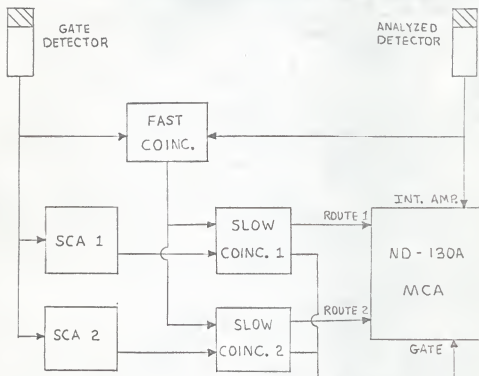 GATE
DETECTOR
ANALYZED
DETECTOR
FAST
COINC.
INT. AMP.
SCA 1
SLOW
COINC. 1
ROUTE 1
ND-130A
MCA
SCA 2
SLOW
COINC. 2
ROUTE 2
GATE